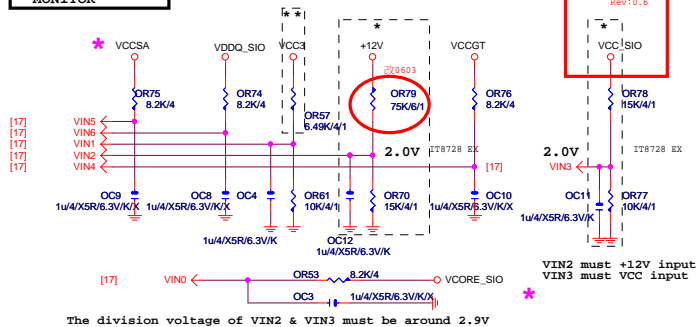 MONITOR
Rev:0.6
* *
*
*
*
VCCSA
VDDQ_SIO
VCC3
+12V
VCCGT
VCC_SIO
改0603
OR75
8.2K/4
OR74
8.2K/4
OR57
6.49K/4/1
OR79
75K/6/1
OR76
8.2K/4
OR78
15K/4/1
[17] VIN5
[17] VIN6
[17] VIN1
[17] VIN2
[17] VIN4
2.0V
IT8728 EX
[17]
2.0V
IT8728 EX
VIN3
OC9
1u/4/X5R/6.3V/K/X
OC8
1u/4/X5R/6.3V/K/X
OC4
1u/4/X5R/6.3V/K
OR61
10K/4/1
OC12
1u/4/X5R/6.3V/K
OR70
15K/4/1
OC10
1u/4/X5R/6.3V/K/X
OC11
1u/4/X5R/6.3V/K
OR77
10K/4/1
VIN2 must +12V input
VIN3 must VCC input
*
[17] VIN0
OR53 8.2K/4
VCORE_SIO
OC3 1u/4/X5R/6.3V/K/X
The division voltage of VIN2 & VIN3 must be around 2.9V